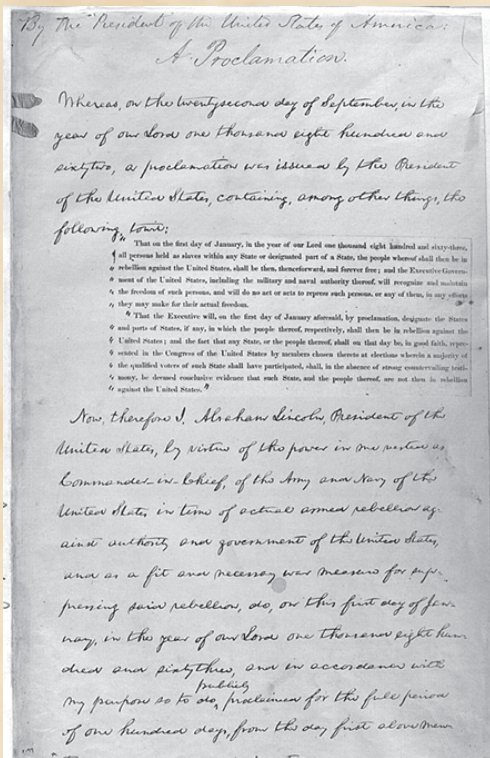 By the President of the United States of America:
A Proclamation.
Whereas, on the twentysecond day of September, in the
year of our Lord one thousand eight hundred and
sixtytwo, a proclamation was issued by the President
of the United States, containing, among other things, the
following, towit:
" That on the first day of January, in the year of our Lord one thousand eight hundred and sixty-three,
" all persons held as slaves within any State or designated part of a State, the people whereof shall then be in
" rebellion against the United States, shall be then, thenceforward, and forever free; and the Executive Govern-
" ment of the United States, including the military and naval authority thereof, will recognize and maintain
" the freedom of such persons, and will do no act or acts to repress such persons, or any of them, in any efforts
" they may make for their actual freedom.
" That the Executive will, on the first day of January aforesaid, by proclamation, designate the States
" and parts of States, if any, in which the people thereof, respectively, shall then be in rebellion against the
" United States; and the fact that any State, or the people thereof, shall on that day be, in good faith, repre-
" sented in the Congress of the United States by members chosen thereto at elections wherein a majority of
" the qualified voters of such State shall have participated, shall, in the absence of strong countervailing testi-
" mony, be deemed conclusive evidence that such State, and the people thereof, are not then in rebellion
" against the United States."
Now, therefore I, Abraham Lincoln, President of the
United States, by virtue of the power in me vested as
Commander-in-Chief, of the Army and Navy of the
United States in time of actual armed rebellion ag-
ainst authority and government of the United States,
and as a fit and necessary war measure for sup-
pressing said rebellion, do, on this first day of Jan-
uary, in the year of our Lord one thousand eight hun-
dred and sixtythree, and in accordance with
publicly
my purpose so to do, proclaimed for the full period
of one hundred days, from the day first above men